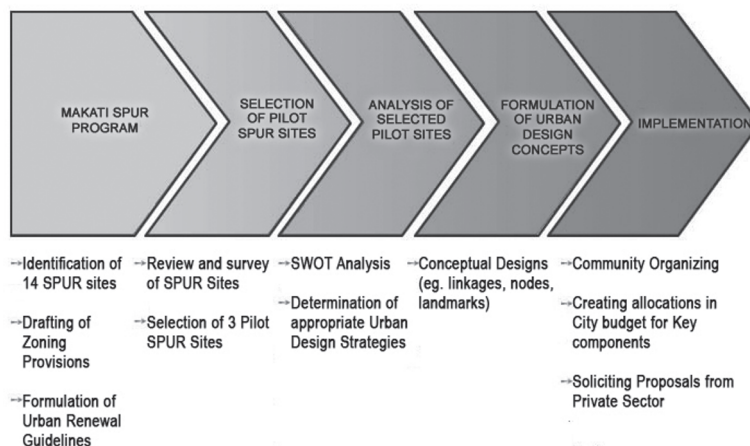 MAKATI SPUR
PROGRAM
SELECTION
OF PILOT
SPUR SITES
ANALYSIS OF
SELECTED
PILOT SITES
FORMULATION
OF URBAN
DESIGN
CONCEPTS
IMPLEMENTATION
→Identification of
14 SPUR sites
→Drafting of
Zoning
Provisions
→Formulation of
Urban Renewal
Guidelines
→Review and survey
of SPUR Sites
→Selection of 3 Pilot
SPUR Sites
→SWOT Analysis
→Determination of
appropriate Urban
Design Strategies
→Conceptual Designs
(eg. linkages, nodes,
landmarks)
→Community Organizing
→Creating allocations in
City budget for Key
components
→Soliciting Proposals from
Private Sector